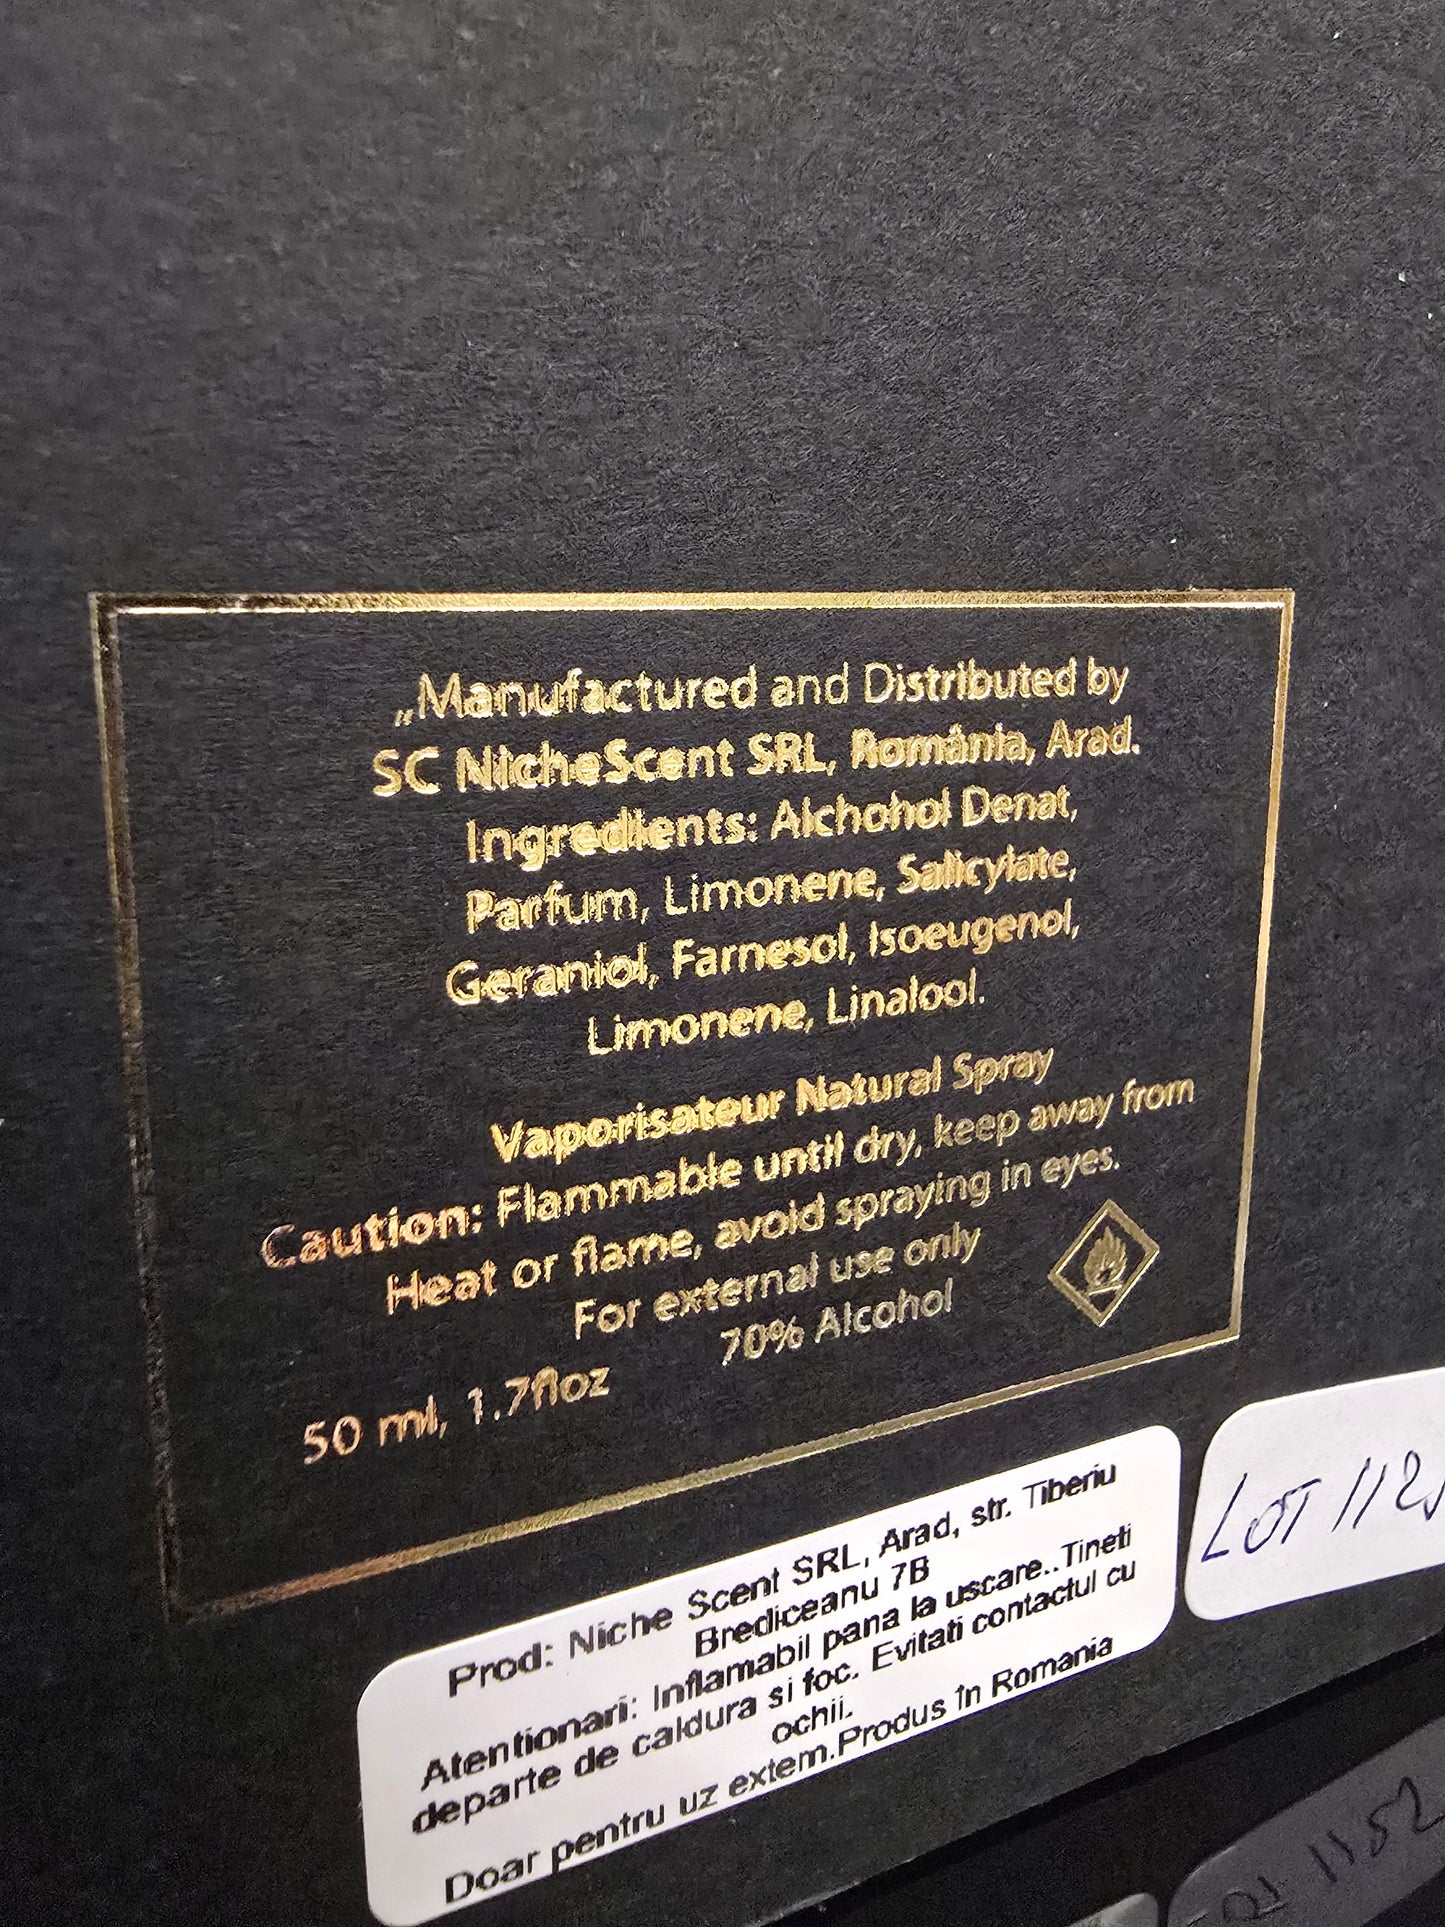 „Manufactured and Distributed by
SC NicheScent SRL, România, Arad.
Ingredients: Alchohol Denat,
Parfum, Limonene, Salicylate,
Geraniol, Farnesol, Isoeugenol,
Limonene, Linalool.
Vaporisateur Natural Spray
Caution: Flammable until dry, keep away from
Heat or flame, avoid spraying in eyes.
For external use only
70% Alcohol
50 ml, 1.7floz
Prod: Niche Scent SRL, Arad, str. Tiberiu
Brediceanu 7B
Atentionari: Inflamabil pana la uscare..Tineti
departe de caldura si foc. Evitati contactul cu
ochii.
Doar pentru uz extern.Produs în Romania
LOT 112
1152